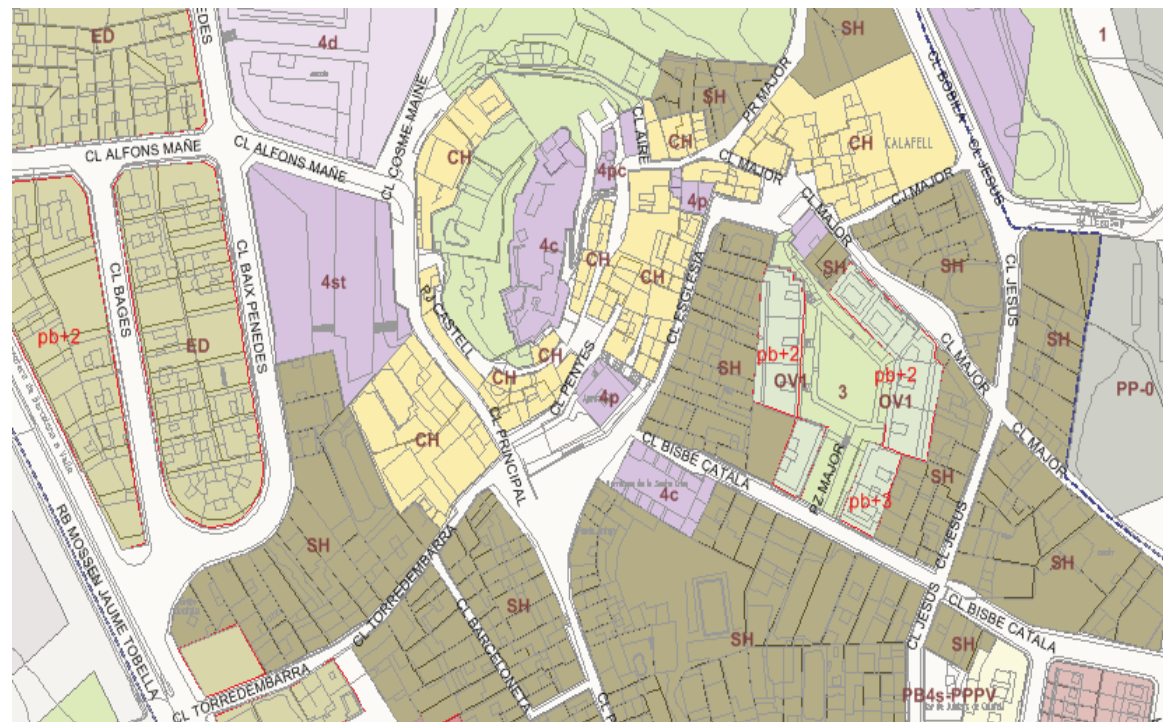 ED
4d
SH
1
CL ALFONS MAÑE
CL ALFONS MAÑE
CL COSME MAINE
CH
4pc
CL AIRE
CH
SH
PR MAJOR
CL MAJOR
CH
CALAFELL
CL BOBILA
CL JESUS
CJ.MAJOR
CL MAJOR
4p
pb+2
CL BAGES
ED
CL BAIX PENEDES
4st
PJ CASTELL
4c
CH
CH
CL ESGLESIA
SH
SH
SH
CL JESUS
SH
PP-0
pb+2
OV1
3
pb+2
OV1
CL MAJOR
CH
CH
CL PENYES
4p
CH
CL PRINCIPAL
CL BISBE CATALA
4c
PZ MAJOR
pb+3
SH
CL MAJOR
CL JESUS
RB MOSSEN JAUME TOBELLA
SH
CL TORREDEMBARRA
SH
CL BARCELONETA
SH
SH
CL BISBE CATALA
CL JESUS
SH
CL TORREDEMBARRA
PB4s-PPPV